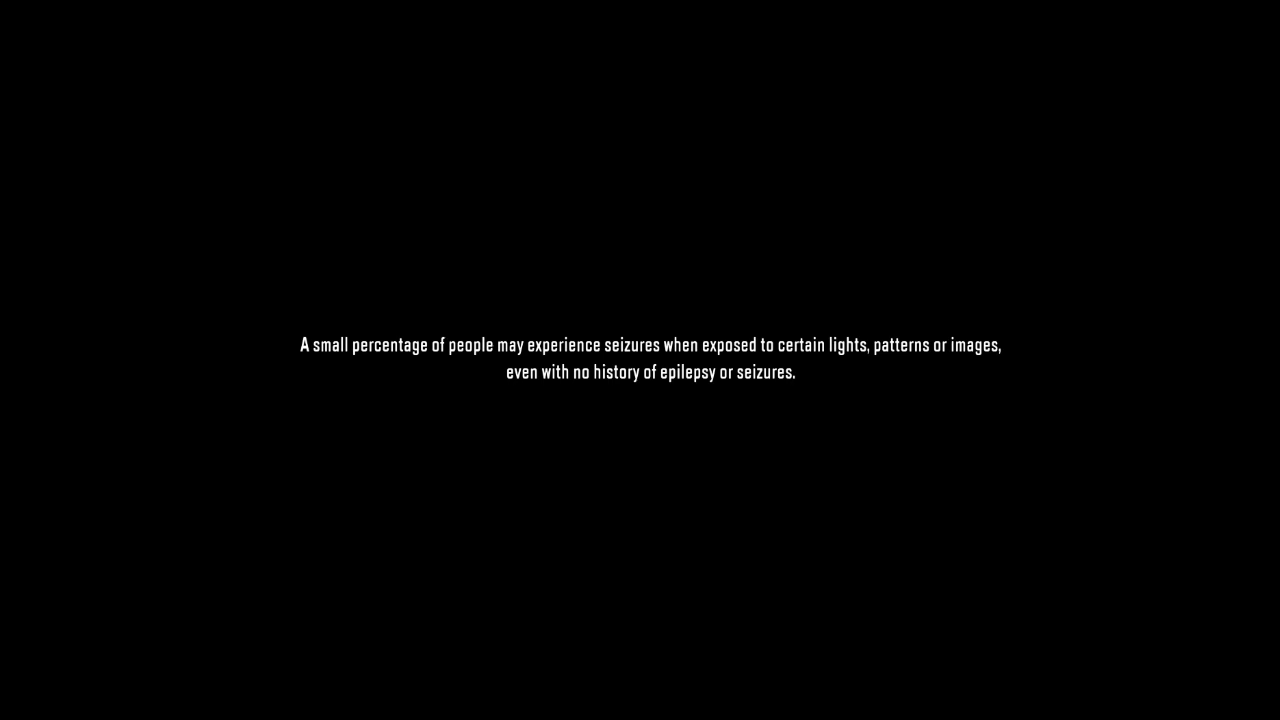 A small percentage of people may experience seizures when exposed to certain lights, patterns or images,
even with no history of epilepsy or seizures.